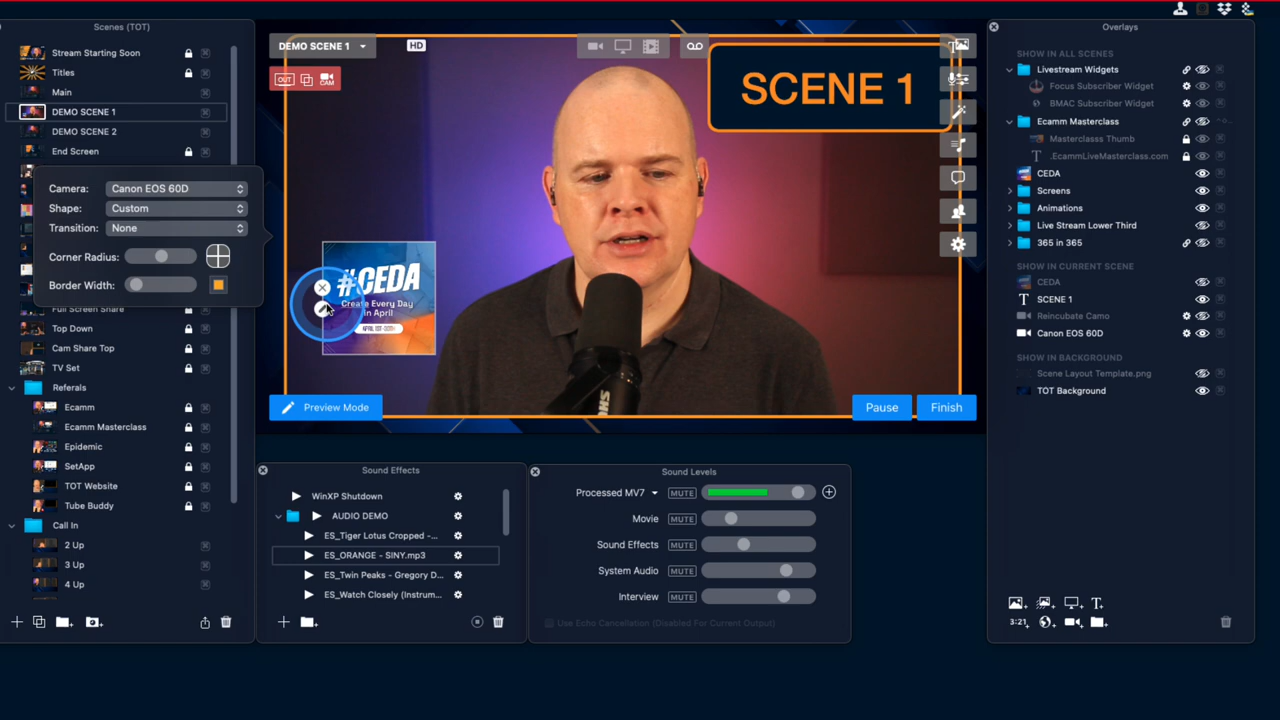 Scenes (TOT)
Stream Starting Soon
Titles
Main
DEMO SCENE 1
DEMO SCENE 2
End Screen
Camera: Canon EOS 60D
Shape: Custom
Transition: None
Corner Radius:
Border Width:
Full Screen Share
Top Down
Cam Share Top
TV Set
Referals
Ecamm
Ecamm Masterclass
Epidemic
SetApp
TOT Website
Tube Buddy
Call In
2 Up
3 Up
4 Up
DEMO SCENE 1
HD
OUT
CAM
SCENE 1
#CEDA
Create Every Day
in April
Preview Mode
Pause
Finish
Sound Effects
WinXP Shutdown
AUDIO DEMO
ES_Tiger Lotus Cropped -...
ES_ORANGE - SINY.mp3
ES_Twin Peaks - Gregory D...
ES_Watch Closely (Instrum...
Sound Levels
Processed MV7 MUTE
Movie MUTE
Sound Effects MUTE
System Audio MUTE
Interview MUTE
Use Echo Cancellation (Disabled For Current Output)
Overlays
SHOW IN ALL SCENES
Livestream Widgets
Focus Subscriber Widget
BMAC Subscriber Widget
Ecamm Masterclass
Masterclasss Thumb
.EcammLiveMasterclass.com
CEDA
Screens
Animations
Live Stream Lower Third
365 in 365
SHOW IN CURRENT SCENE
CEDA
SCENE 1
Reincubate Camo
Canon EOS 60D
SHOW IN BACKGROUND
Scene Layout Template.png
TOT Background
3:21